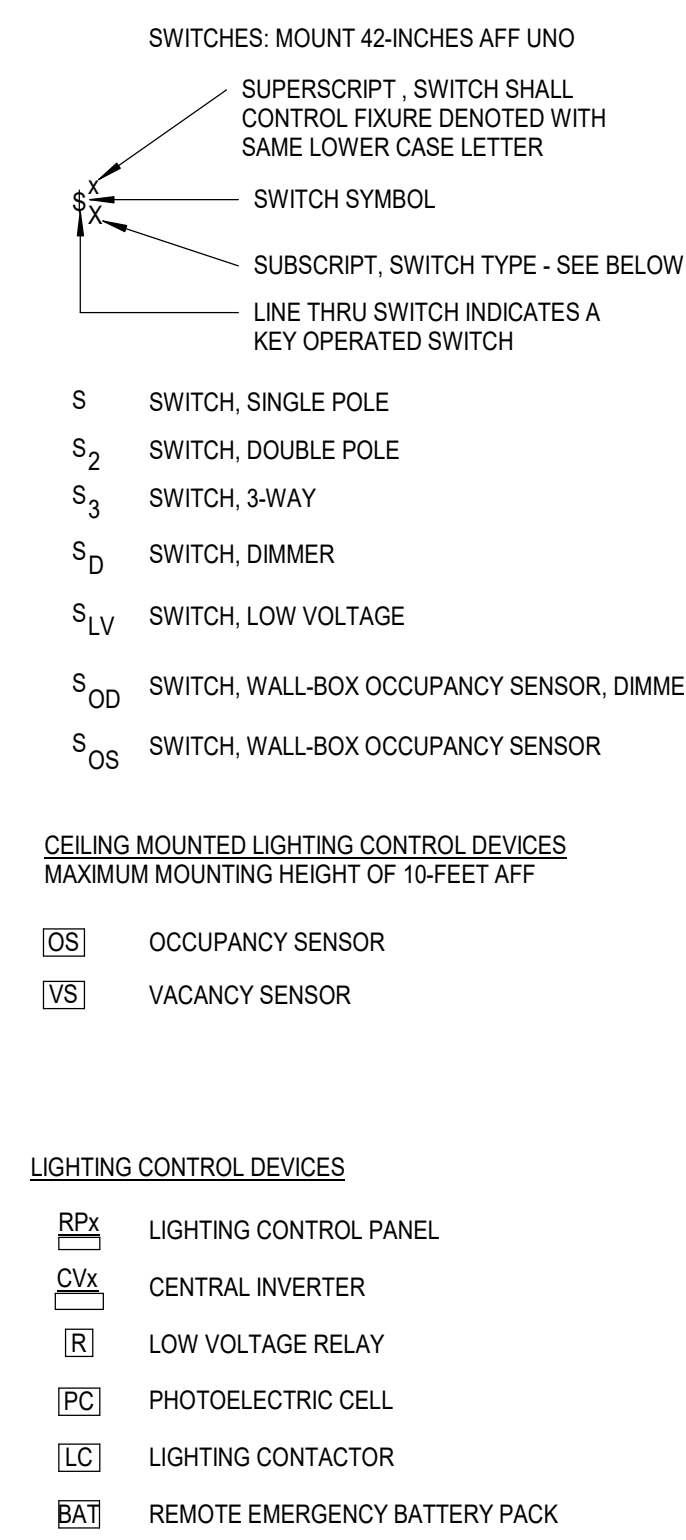 SWITCHES: MOUNT 42-INCHES AFF UNO
SUPERSCRIPT , SWITCH SHALL
CONTROL FIXURE DENOTED WITH
SAME LOWER CASE LETTER
$ x X
SWITCH SYMBOL
SUBSCRIPT, SWITCH TYPE - SEE BELOW
LINE THRU SWITCH INDICATES A
KEY OPERATED SWITCH
S SWITCH, SINGLE POLE
S2 SWITCH, DOUBLE POLE
S3 SWITCH, 3-WAY
SD SWITCH, DIMMER
SLV SWITCH, LOW VOLTAGE
SOD SWITCH, WALL-BOX OCCUPANCY SENSOR, DIMME
SOS SWITCH, WALL-BOX OCCUPANCY SENSOR
CEILING MOUNTED LIGHTING CONTROL DEVICES
MAXIMUM MOUNTING HEIGHT OF 10-FEET AFF
OS OCCUPANCY SENSOR
VS VACANCY SENSOR
LIGHTING CONTROL DEVICES
RPx LIGHTING CONTROL PANEL
CVx CENTRAL INVERTER
R LOW VOLTAGE RELAY
PC PHOTOELECTRIC CELL
LC LIGHTING CONTACTOR
BAT REMOTE EMERGENCY BATTERY PACK